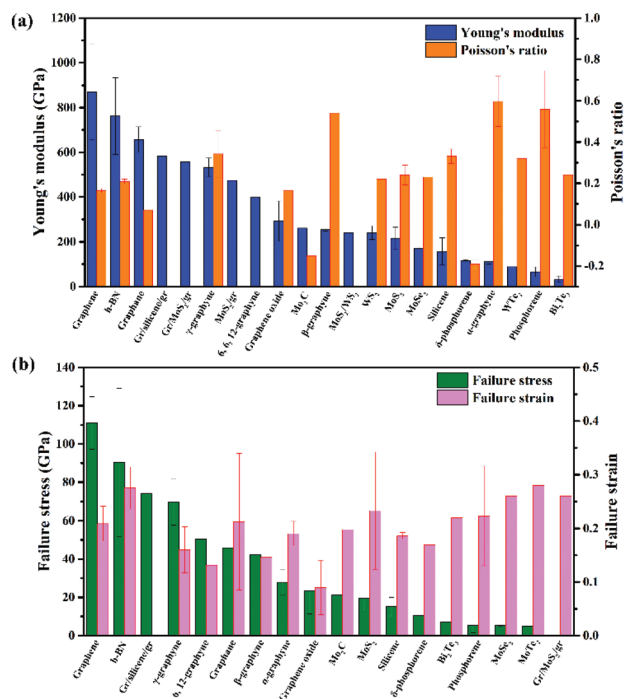 (a)
1200
1000
800
600
400
200
0
Young's modulus (GPa)
Young's modulus
Poisson's ratio
1.0
0.8
0.6
0.4
0.2
0.0
-0.2
Poisson's ratio
Graphene
h-BN
Graphane
Gr/silicene/gr
Gr/MoS₂/gr
γ-graphyne
MoS₂/gr
6, 6, 12-graphyne
Graphene oxide
Mo₂C
β-graphyne
MoS₂/WS₂
WS₂
MoS₂
MoSe₂
Silicene
δ-phosphorene
α-graphyne
WTe₂
Phosphorene
Bi₂Te₃
(b)
140
120
100
80
60
40
20
0
Failure stress (GPa)
Failure stress
Failure strain
0.5
0.4
0.3
0.2
0.1
0.0
Failure strain
Graphene
h-BN
Gr/silicene/gr
γ-graphyne
6, 12-graphyne
Graphane
β-graphyne
α-graphyne
Graphene oxide
Mo₂C
MoS₂
Silicene
δ-phosphorene
Bi₂Te₃
Phosphorene
MoSe₂
MoTe₂
Gr/MoS₂/gr